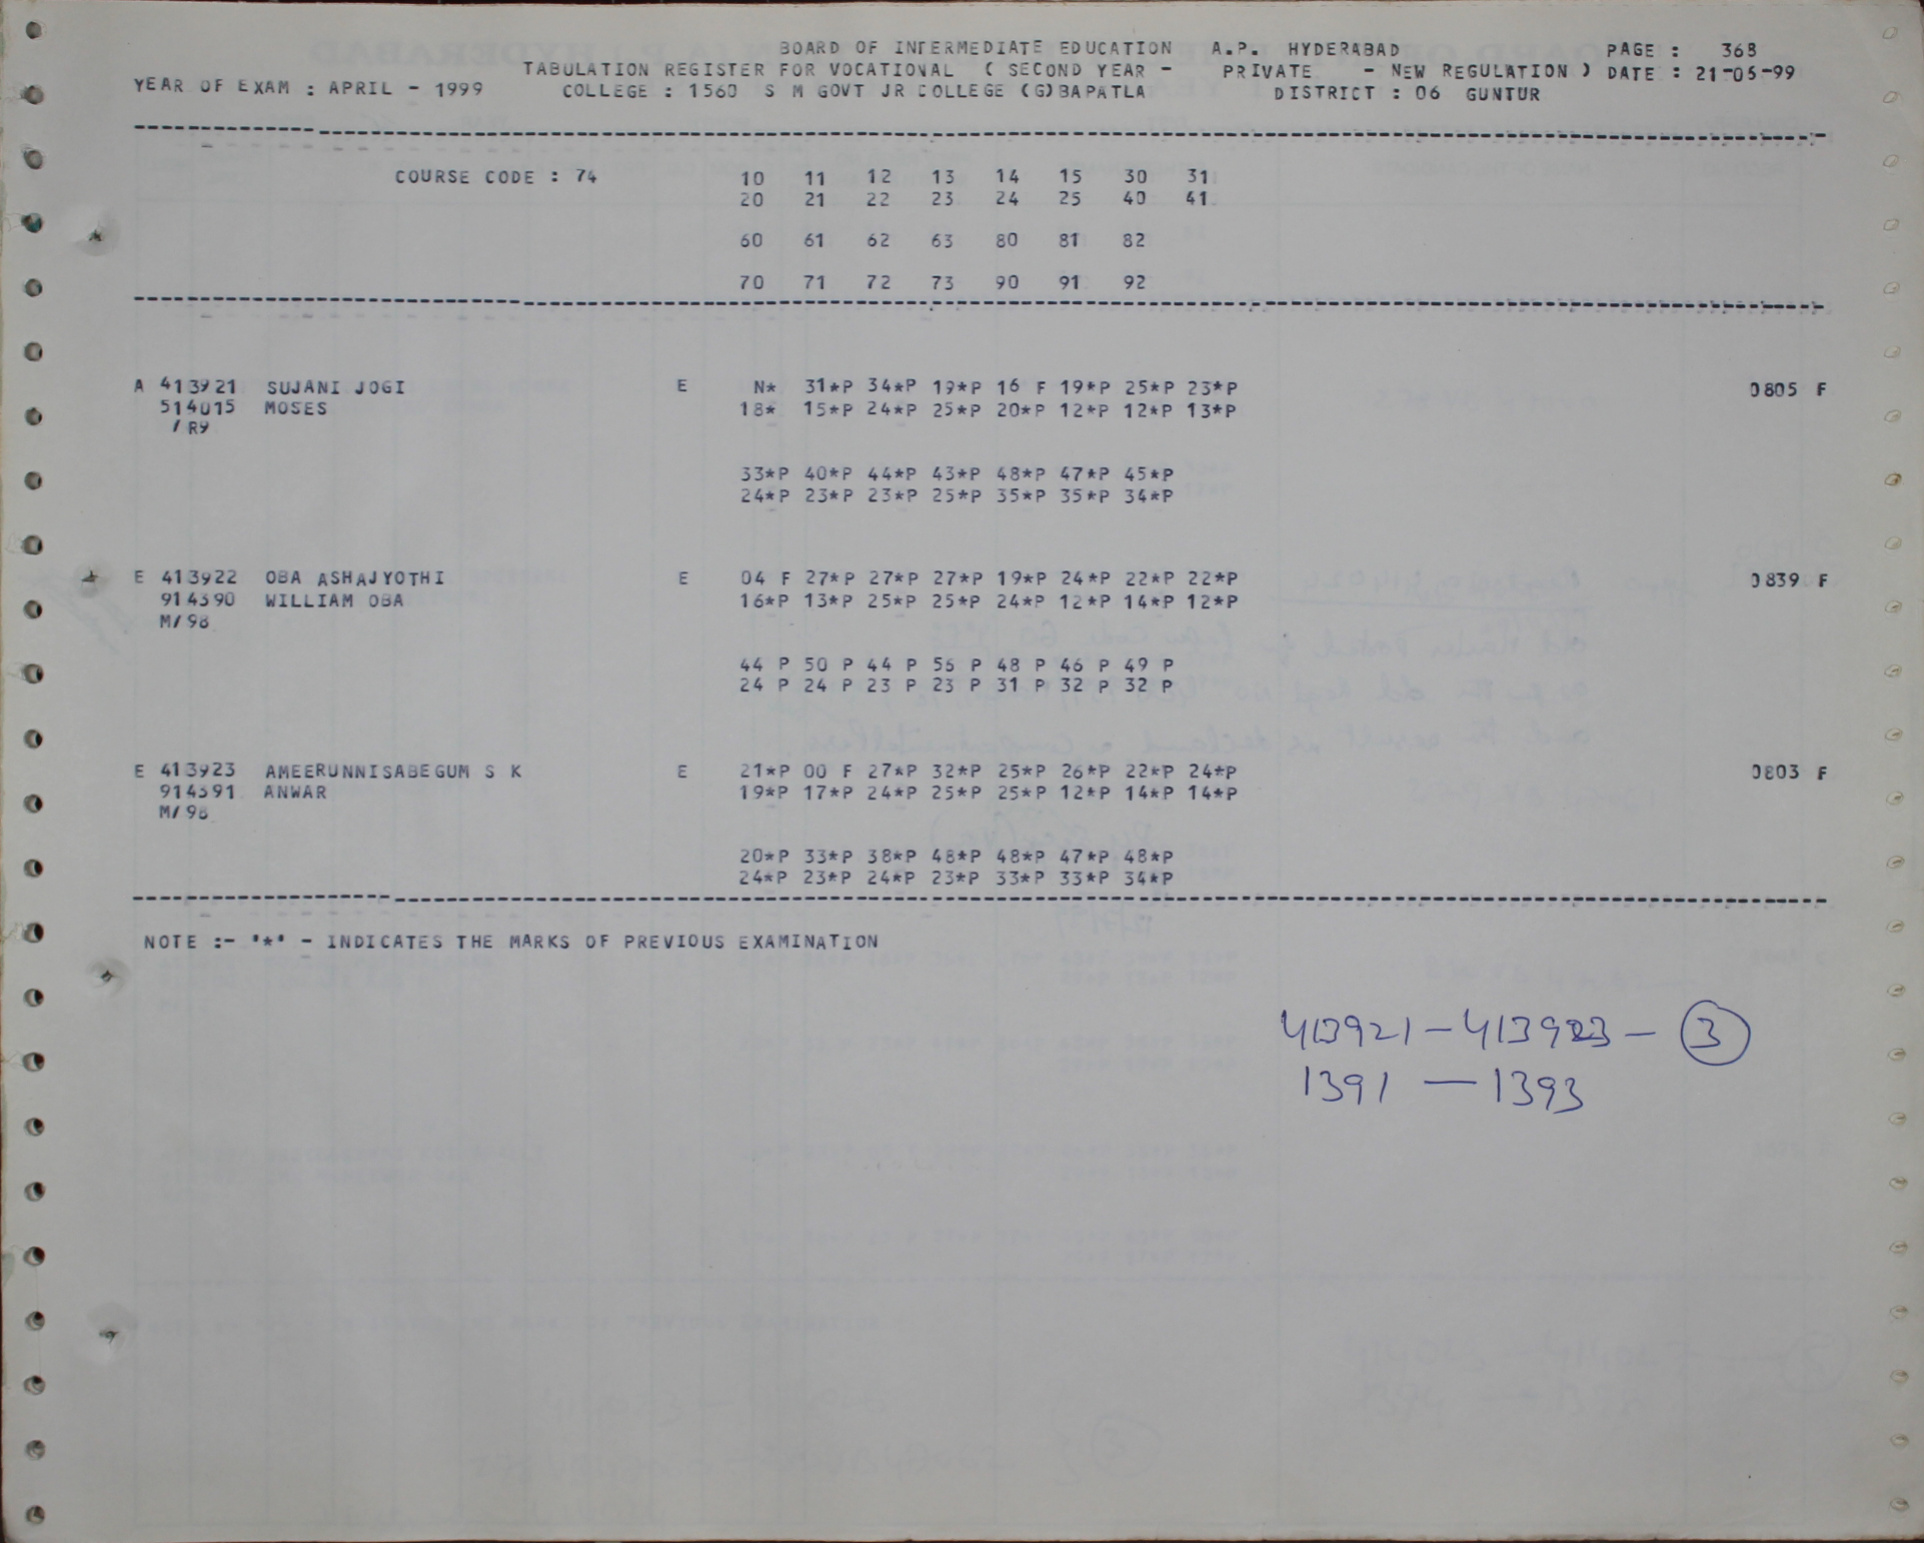 BOARD OF INTERMEDIATE EDUCATION A.P. HYDERABAD PAGE : 368
TABULATION REGISTER FOR VOCATIONAL ( SECOND YEAR - PRIVATE - NEW REGULATION ) DATE : 21-05-99
YEAR OF EXAM : APRIL - 1999 COLLEGE : 1560 S M GOVT JR COLLEGE (G)BAPATLA DISTRICT : 06 GUNTUR
COURSE CODE : 74 10 11 12 13 14 15 30 31
20 21 22 23 24 25 40 41
60 61 62 63 80 81 82
70 71 72 73 90 91 92
A 413921 SUJANI JOGI E N* 31*P 34*P 19*P 16 F 19*P 25*P 23*P 0805 F
514015 MOSES 18* 15*P 24*P 25*P 20*P 12*P 12*P 13*P
/R9
33*P 40*P 44*P 43*P 48*P 47*P 45*P
24*P 23*P 23*P 25*P 35*P 35*P 34*P
E 413922 OBA ASHAJYOTHI E 04 F 27*P 27*P 27*P 19*P 24*P 22*P 22*P 0839 F
914390 WILLIAM OBA 16*P 13*P 25*P 25*P 24*P 12*P 14*P 12*P
M/98
44 P 50 P 44 P 56 P 48 P 46 P 49 P
24 P 24 P 23 P 23 P 31 P 32 P 32 P
E 413923 AMEERUNNISABEGUM S K E 21*P 00 F 27*P 32*P 25*P 26*P 22*P 24*P 0803 F
914391 ANWAR 19*P 17*P 24*P 25*P 25*P 12*P 14*P 14*P
M/98
20*P 33*P 38*P 48*P 48*P 47*P 48*P
24*P 23*P 24*P 23*P 33*P 33*P 34*P
NOTE :- '*' - INDICATES THE MARKS OF PREVIOUS EXAMINATION
413921 - 413923 - 3
1391 - 1393